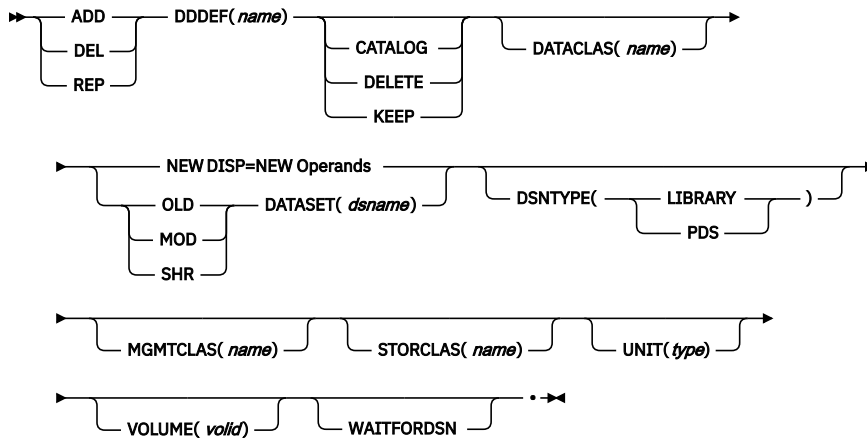 ADD DDDEF( name)
DEL CATALOG DATACLAS( name)
REP DELETE
KEEP
NEW DISP=NEW Operands
OLD DATASET( dsname) DSNTYPE( LIBRARY )
MOD PDS
SHR
MGMTCLAS( name) STORCLAS( name) UNIT( type)
VOLUME( volid) WAITFORDSN .